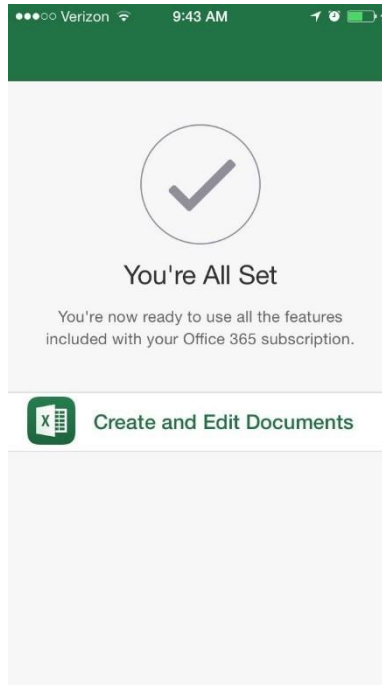 Verizon 9:43 AM
You're All Set
You're now ready to use all the features
included with your Office 365 subscription.
X
Create and Edit Documents